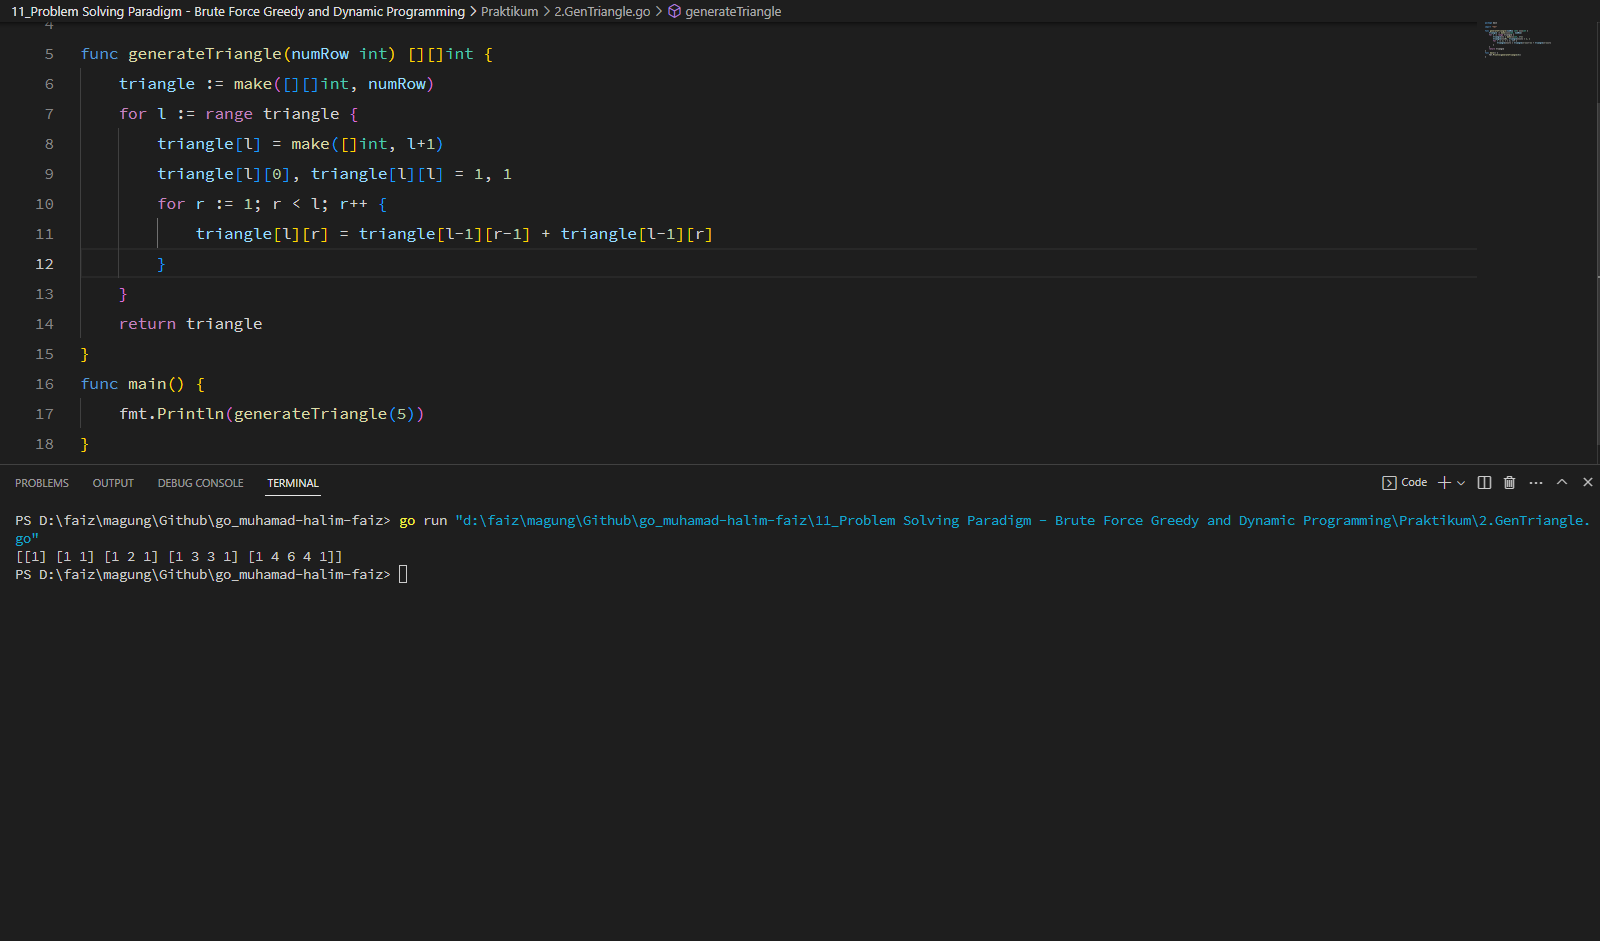 11_Problem Solving Paradigm - Brute Force Greedy and Dynamic Programming > Praktikum > 2.GenTriangle.go > generateTriangle
4
5 func generateTriangle(numRow int) [][]int {
6 triangle := make([][]int, numRow)
7 for l := range triangle {
8 triangle[l] = make([]int, l+1)
9 triangle[l][0], triangle[l][l] = 1, 1
10 for r := 1; r < l; r++ {
11 triangle[l][r] = triangle[l-1][r-1] + triangle[l-1][r]
12 }
13 }
14 return triangle
15 }
16 func main() {
17 fmt.Println(generateTriangle(5))
18 }
PROBLEMS OUTPUT DEBUG CONSOLE TERMINAL Code
PS D:\faiz\magung\Github\go_muhamad-halim-faiz> go run "d:\faiz\magung\Github\go_muhamad-halim-faiz\11_Problem Solving Paradigm - Brute Force Greedy and Dynamic Programming\Praktikum\2.GenTriangle.
go"
[[1] [1 1] [1 2 1] [1 3 3 1] [1 4 6 4 1]]
PS D:\faiz\magung\Github\go_muhamad-halim-faiz>